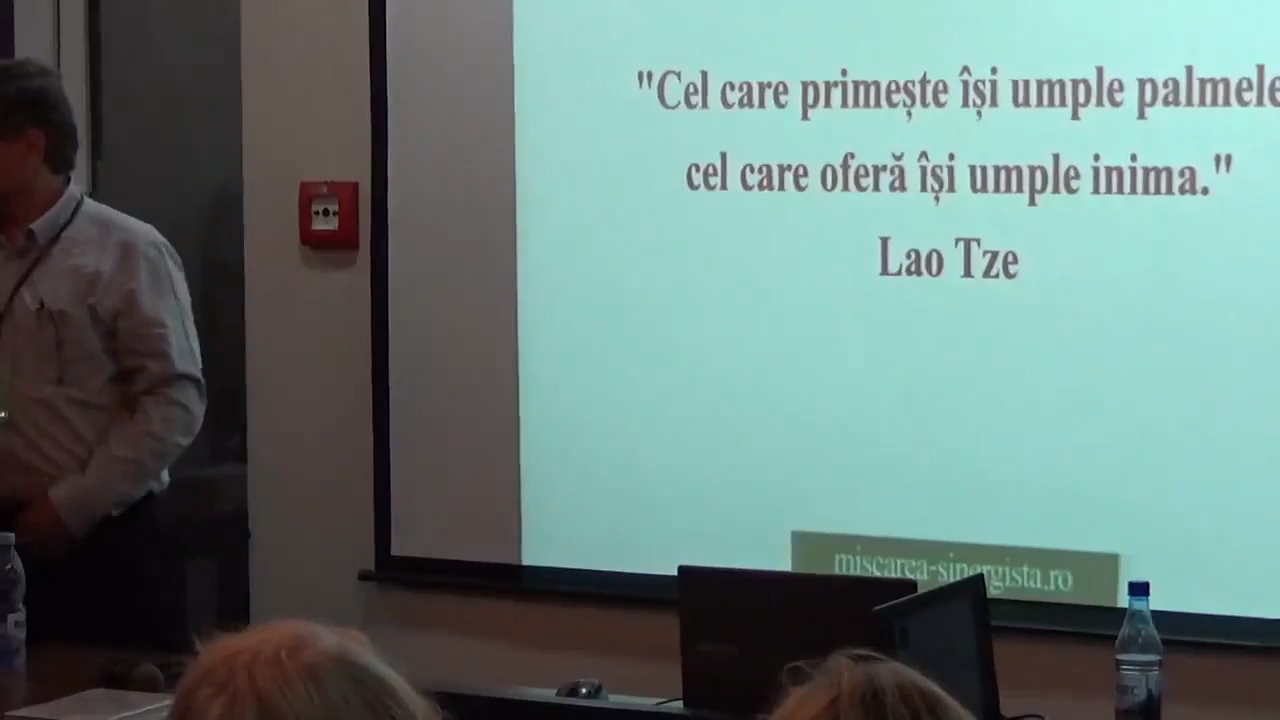 "Cel care primește își umple palmele
cel care oferă își umple inima."
Lao Tze
miscarea-sinergista.ro